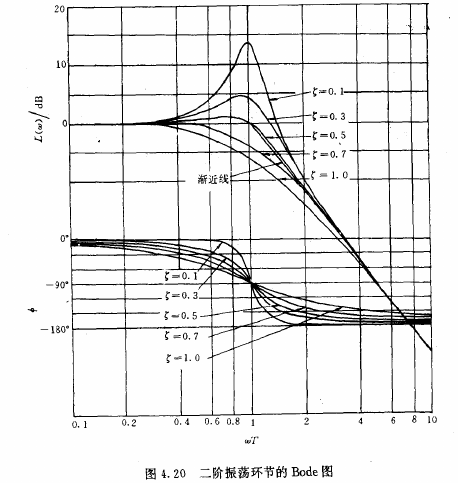 20
10
0
L(ω)/dB
ζ=0.1
ζ=0.3
ζ=0.5
ζ=0.7
ζ=1.0
渐近线
0°
-90°
-180°
ϕ
ζ=0.1
ζ=0.3
ζ=0.5
ζ=0.7
ζ=1.0
0.1 0.2 0.4 0.6 0.8 1 2 4 6 8 10
ωT
图 4.20 二阶振荡环节的 Bode 图